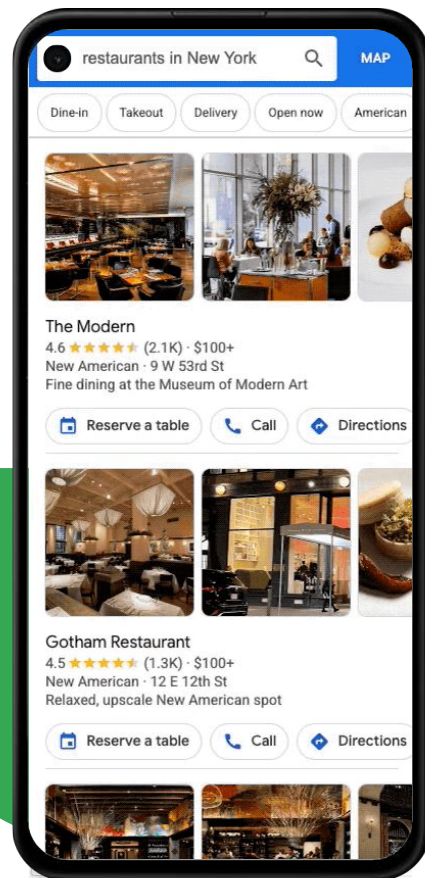 restaurants in New York
MAP
Dine-in
Takeout
Delivery
Open now
American
The Modern
4.6 ★★★★★ (2.1K) · $100+
New American · 9 W 53rd St
Fine dining at the Museum of Modern Art
Reserve a table
Call
Directions
Gotham Restaurant
4.5 ★★★★★ (1.3K) · $100+
New American · 12 E 12th St
Relaxed, upscale New American spot
Reserve a table
Call
Directions